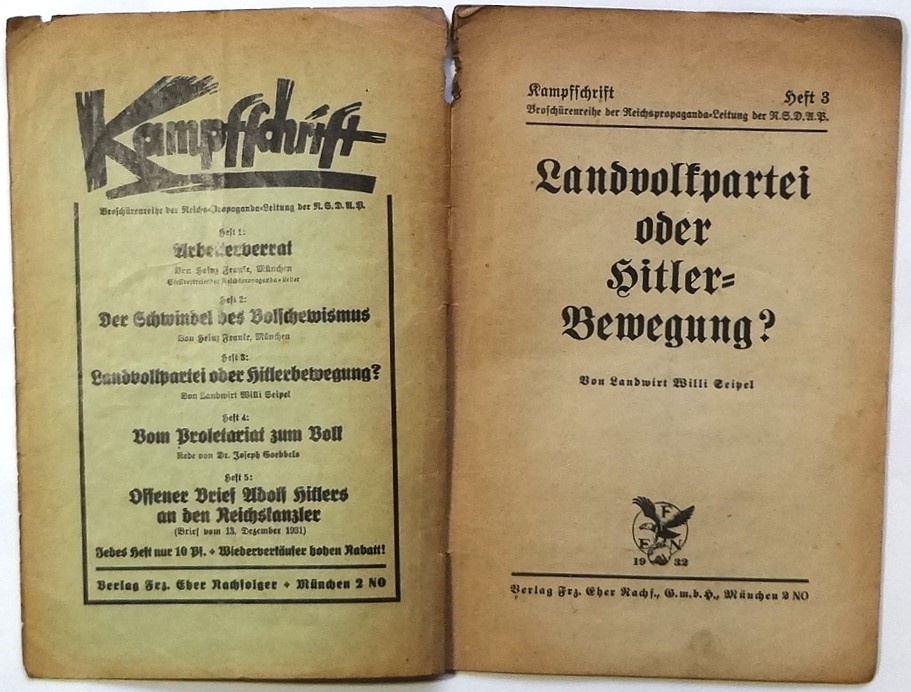 Kampfschrift
Broschürenreihe der Reichs-Propaganda-Leitung der N.S.D.A.P.
Heft 1:
Arbeiterverrat
Von Heinz Franke, München
Stellvertretender Reichspropaganda-Leiter
Heft 2:
Der Schwindel des Bolschewismus
Von Heinz Franke, München
Heft 3:
Landvolkpartei oder Hitlerbewegung?
Von Landwirt Willi Seipel
Heft 4:
Vom Proletariat zum Volk
Rede von Dr. Joseph Goebbels
Heft 5:
Offener Brief Adolf Hitlers
an den Reichskanzler
(Brief vom 13. Dezember 1931)
Jedes Heft nur 10 Pf. + Wiederverkäufer hohen Rabatt!
Verlag Frz. Eher Nachfolger + München 2 NO
Kampfschrift Heft 3
Broschürenreihe der Reichspropaganda-Leitung der N.S.D.A.P.
Landvolkpartei
oder
Hitler-
Bewegung?
Von Landwirt Willi Seipel
F
E N
19 32
Verlag Frz. Eher Nachf., G.m.b.H., München 2 NO